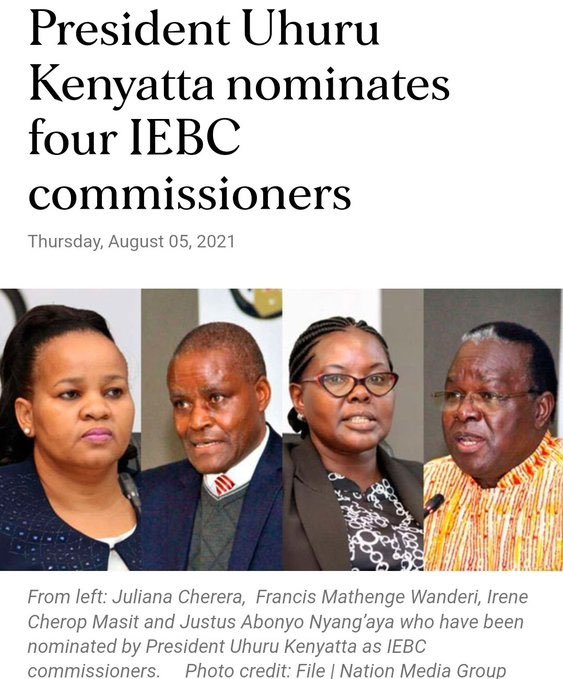 President Uhuru
Kenyatta nominates
four IEBC
commissioners
Thursday, August 05, 2021
From left: Juliana Cherera,  Francis Mathenge Wanderi, Irene
Cherop Masit and Justus Abonyo Nyang’aya who have been
nominated by President Uhuru Kenyatta as IEBC
commissioners.     Photo credit: File | Nation Media Group